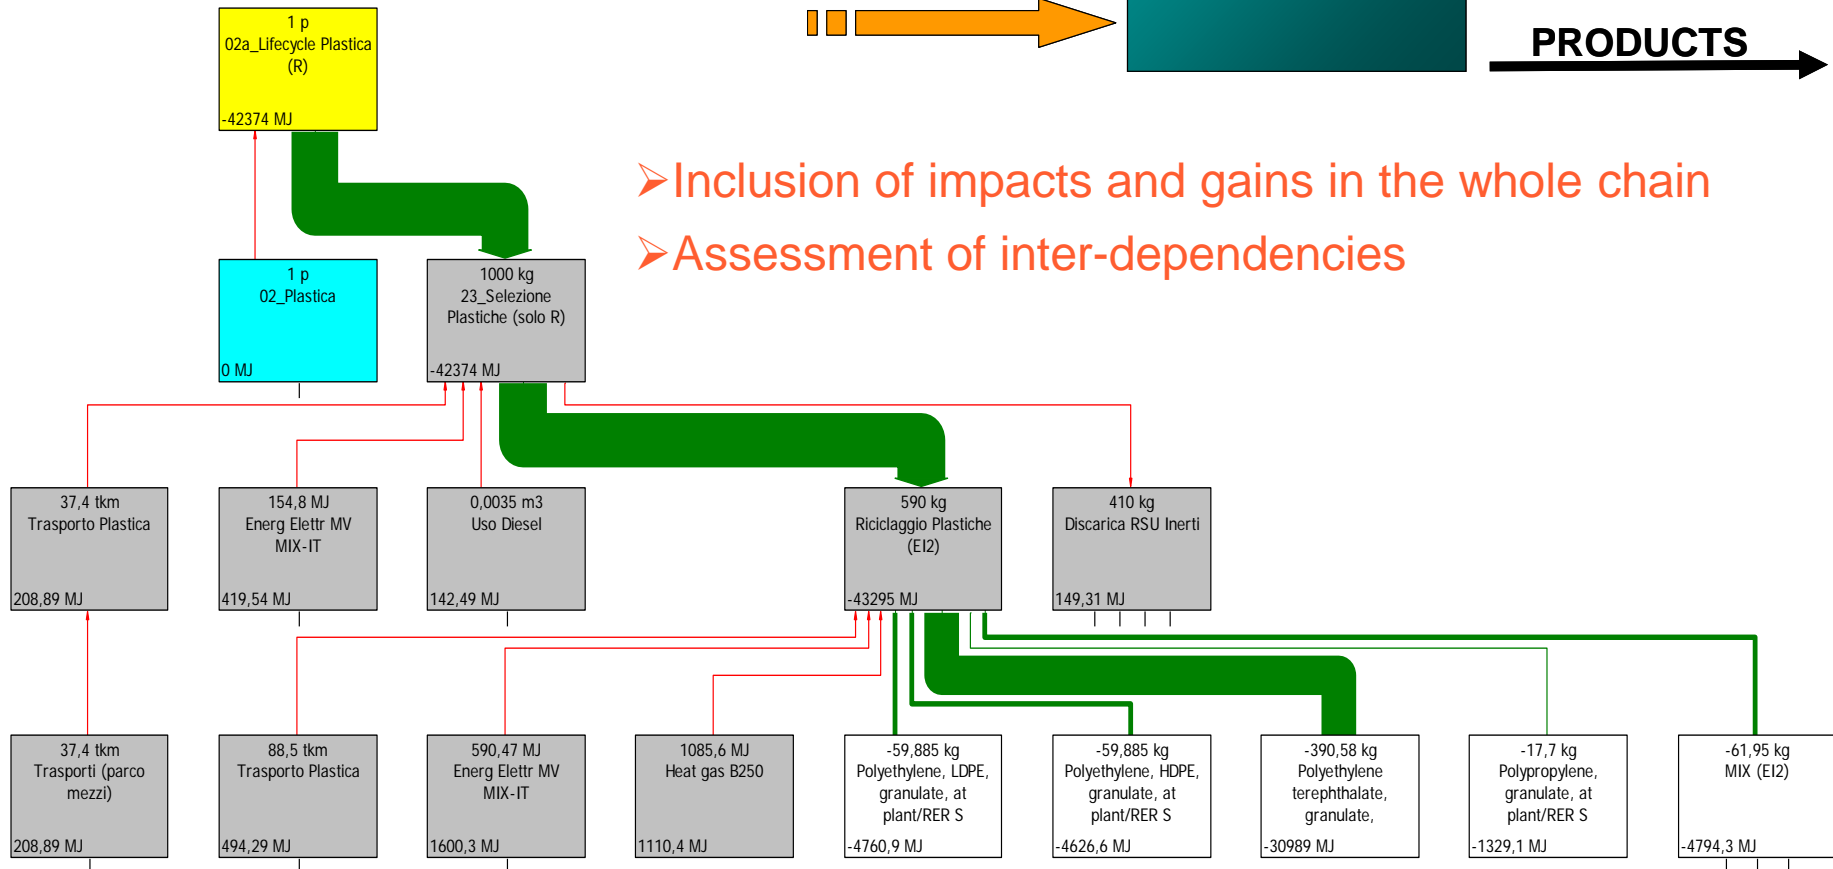 1 p
02a_Lifecycle Plastica
(R)
-42374 MJ
PRODUCTS
➢Inclusion of impacts and gains in the whole chain
➢Assessment of inter-dependencies
1 p
02_Plastica
0 MJ
1000 kg
23_Selezione
Plastiche (solo R)
-42374 MJ
37,4 tkm
Trasporto Plastica
208,89 MJ
154,8 MJ
Energ Elettr MV
MIX-IT
419,54 MJ
0,0035 m3
Uso Diesel
142,49 MJ
590 kg
Riciclaggio Plastiche
(EI2)
-43295 MJ
410 kg
Discarica RSU Inerti
149,31 MJ
37,4 tkm
Trasporti (parco
mezzi)
208,89 MJ
88,5 tkm
Trasporto Plastica
494,29 MJ
590,47 MJ
Energ Elettr MV
MIX-IT
1600,3 MJ
1085,6 MJ
Heat gas B250
1110,4 MJ
-59,885 kg
Polyethylene, LDPE,
granulate, at
plant/RER S
-4760,9 MJ
-59,885 kg
Polyethylene, HDPE,
granulate, at
plant/RER S
-4626,6 MJ
-390,58 kg
Polyethylene
terephthalate,
granulate,
-30989 MJ
-17,7 kg
Polypropylene,
granulate, at
plant/RER S
-1329,1 MJ
-61,95 kg
MIX (EI2)
-4794,3 MJ